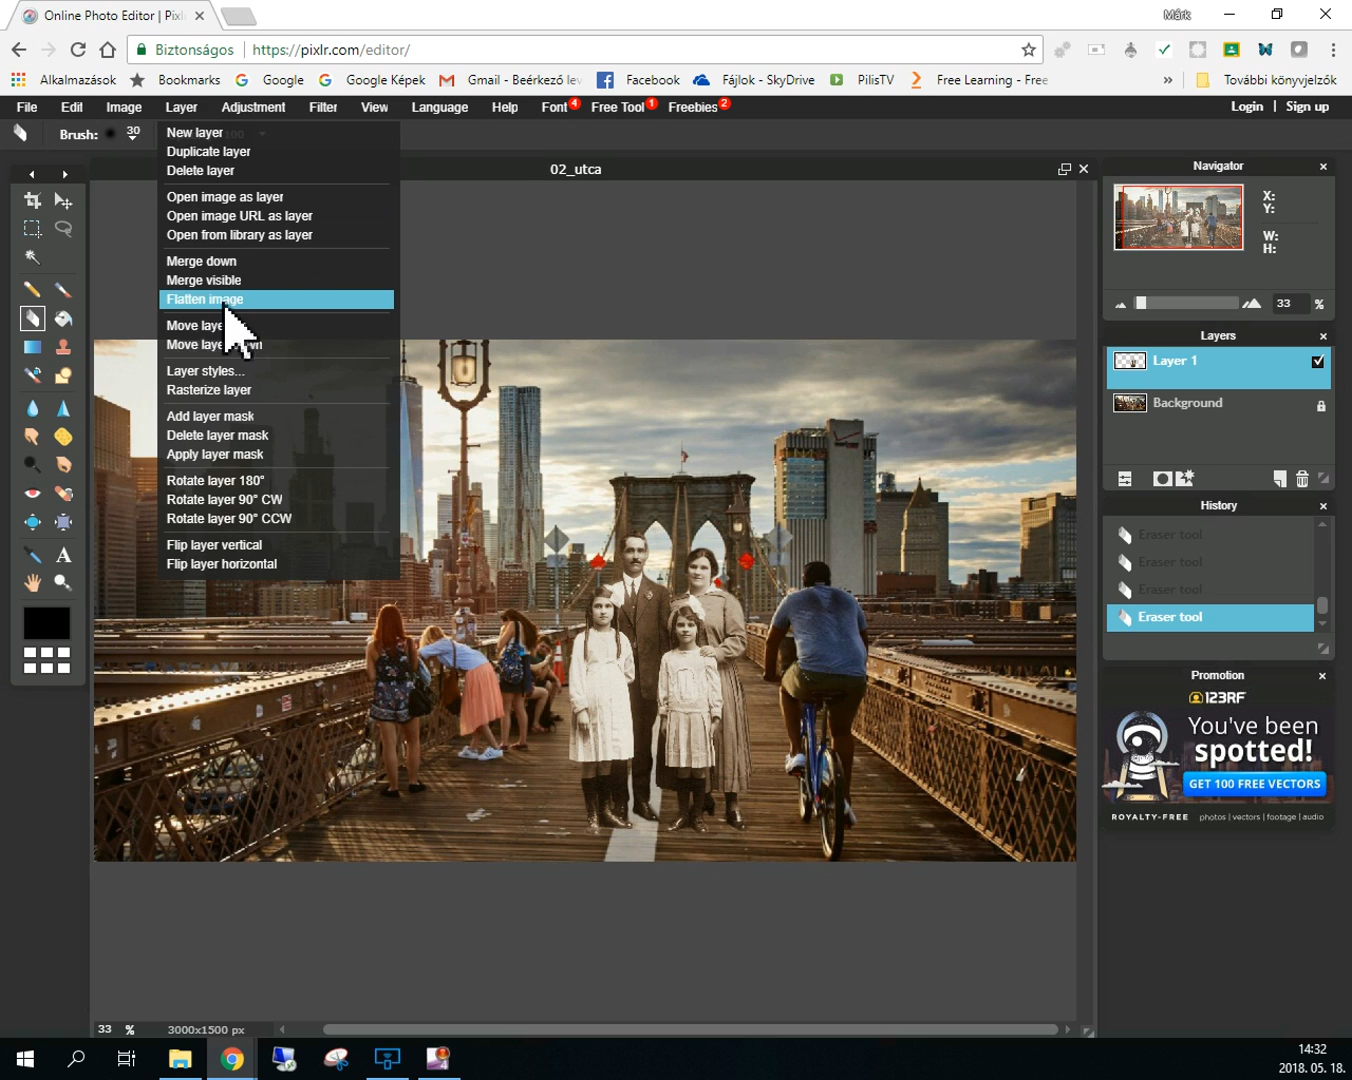 Online Photo Editor | Pixl
Márk
Biztonságos
https://pixlr.com/editor/
Alkalmazások
Bookmarks
Google
Google Képek
Gmail - Beérkező lev
Facebook
Fájlok - SkyDrive
PilisTV
Free Learning - Free
»
További könyvjelzők
File
Edit
Image
Layer
Adjustment
Filter
View
Language
Help
Font 4
Free Tool 1
Freebies 2
Login | Sign up
Brush: 30
100
New layer
Duplicate layer
Delete layer
Open image as layer
Open image URL as layer
Open from library as layer
Merge down
Merge visible
Flatten image
Move laye
Move laye wn
Layer styles...
Rasterize layer
Add layer mask
Delete layer mask
Apply layer mask
Rotate layer 180°
Rotate layer 90° CW
Rotate layer 90° CCW
Flip layer vertical
Flip layer horizontal
02_utca
A
Navigator
X:
Y:
W:
H:
33 %
Layers
Layer 1
Background
History
Eraser tool
Eraser tool
Eraser tool
Eraser tool
Promotion
123RF
You've been
spotted!
GET 100 FREE VECTORS
ROYALTY-FREE photos | vectors | footage | audio
33 %
3000x1500 px
14:32
2018. 05. 18.